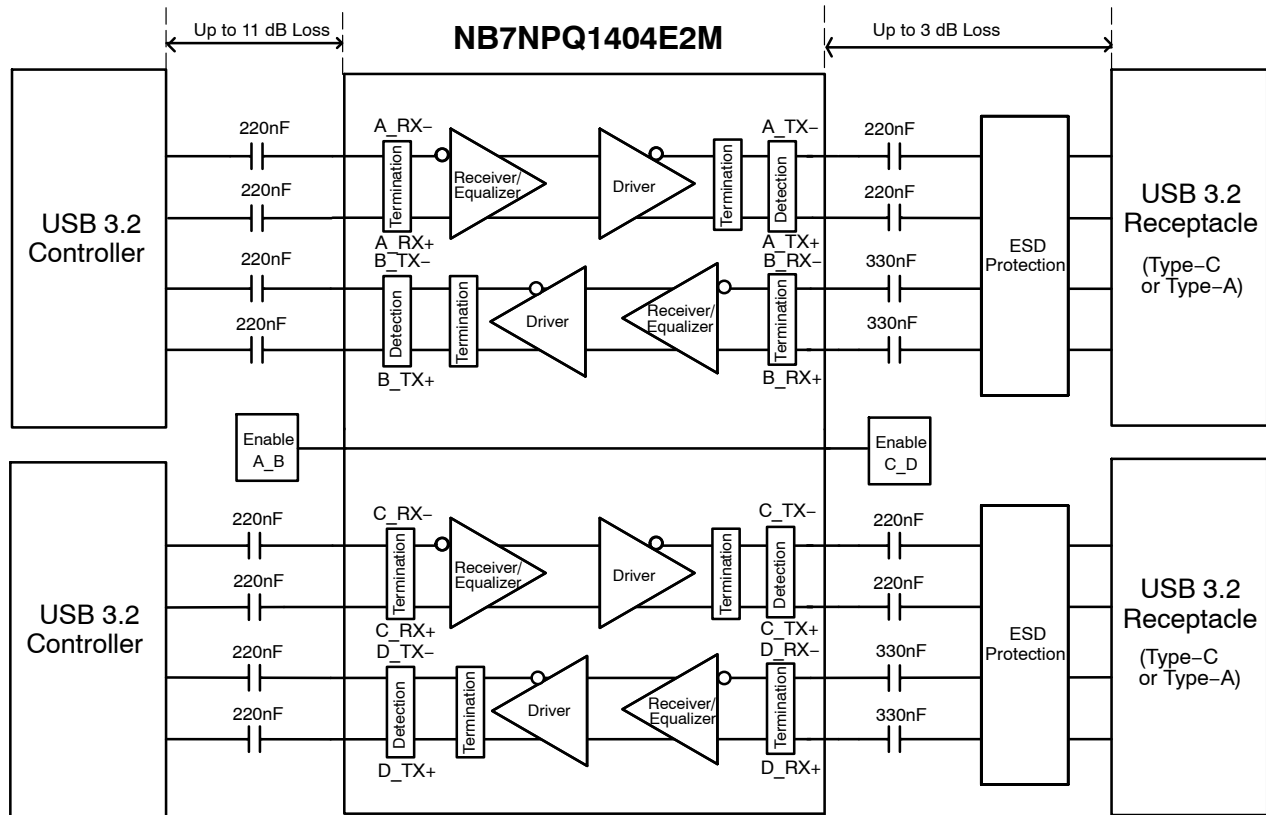 Up to 11 dB Loss
NB7NPQ1404E2M
Up to 3 dB Loss
USB 3.2
Controller
220nF
220nF
220nF
220nF
A_RX−
Termination
A_RX+
Receiver/
Equalizer
Driver
Termination
A_TX−
Detection
A_TX+
B_TX−
Detection
B_TX+
Termination
Driver
Receiver/
Equalizer
B_RX−
Termination
B_RX+
220nF
220nF
330nF
330nF
ESD
Protection
USB 3.2
Receptacle
(Type−C
or Type−A)
Enable
A_B
Enable
C_D
USB 3.2
Controller
220nF
220nF
220nF
220nF
C_RX−
Termination
C_RX+
Receiver/
Equalizer
Driver
Termination
C_TX−
Detection
C_TX+
D_TX−
Detection
D_TX+
Termination
Driver
Receiver/
Equalizer
D_RX−
Termination
D_RX+
220nF
220nF
330nF
330nF
ESD
Protection
USB 3.2
Receptacle
(Type−C
or Type−A)